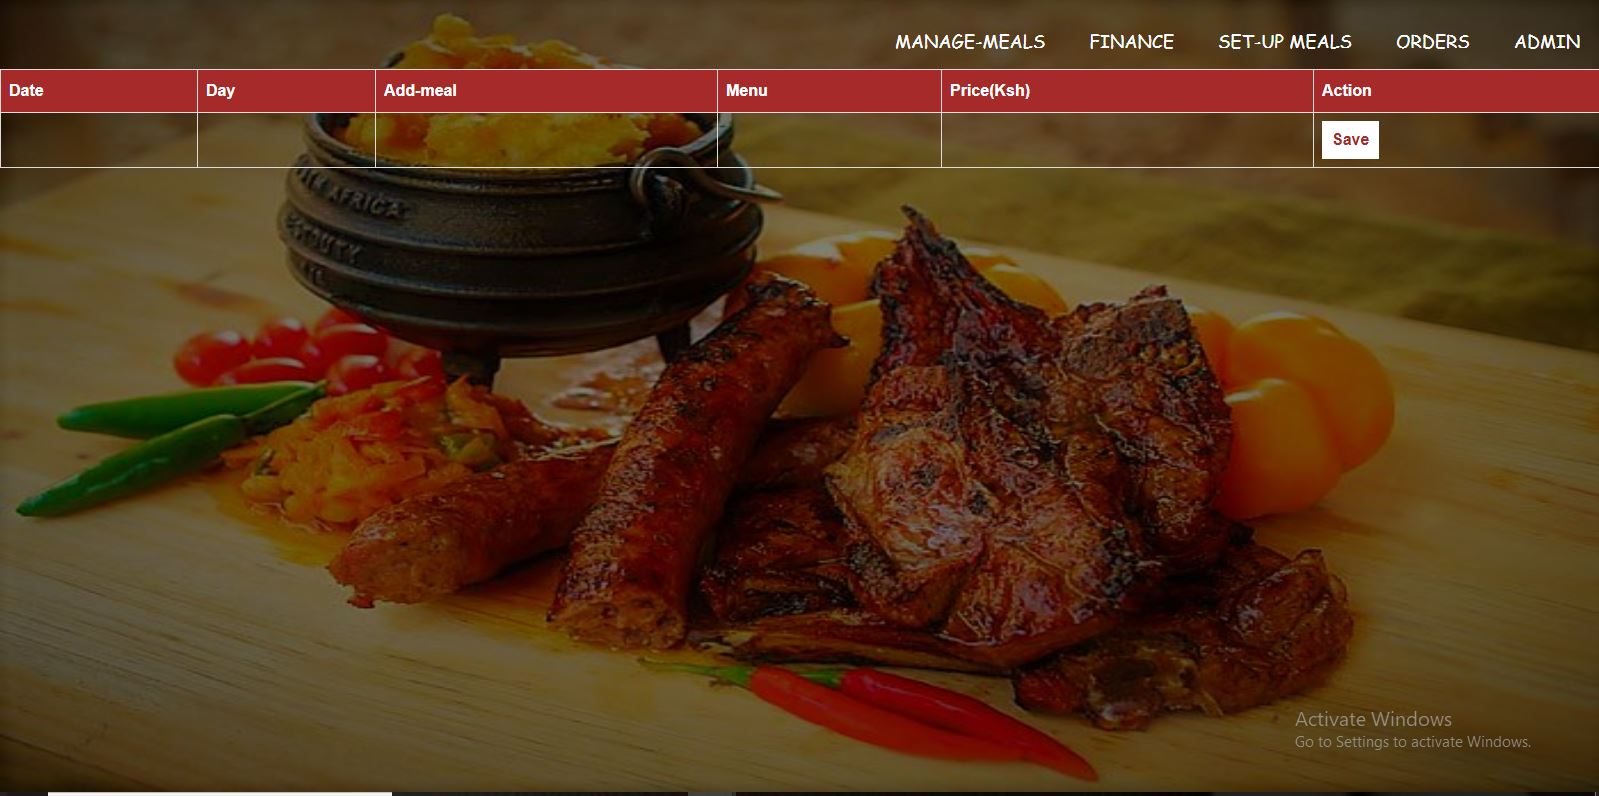 MANAGE-MEALS FINANCE SET-UP MEALS ORDERS ADMIN
Date Day Add-meal Menu Price(Ksh) Action
Save
AFRICA
Activate Windows
Go to Settings to activate Windows.